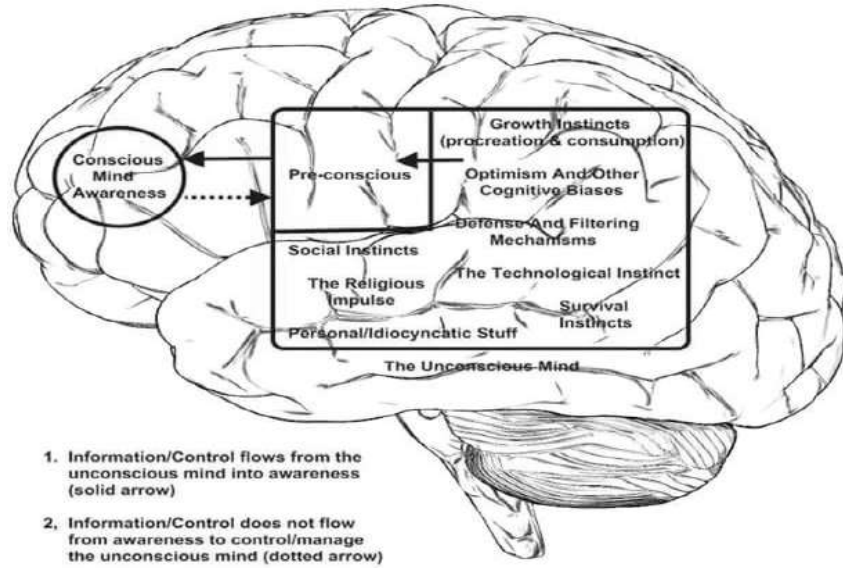 Growth Instincts
(procreation & consumption)
Conscious
Mind
Awareness
Pre-conscious
Optimism And Other
Cognitive Biases
Defense And Filtering
Mechanisms
Social Instincts
The Technological Instinct
The Religious
Impulse
Survival
Instincts
Personal/Idiocyncatic Stuff
The Unconscious Mind
1. Information/Control flows from the
unconscious mind into awareness
(solid arrow)
2, Information/Control does not flow
from awareness to control/manage
the unconscious mind (dotted arrow)